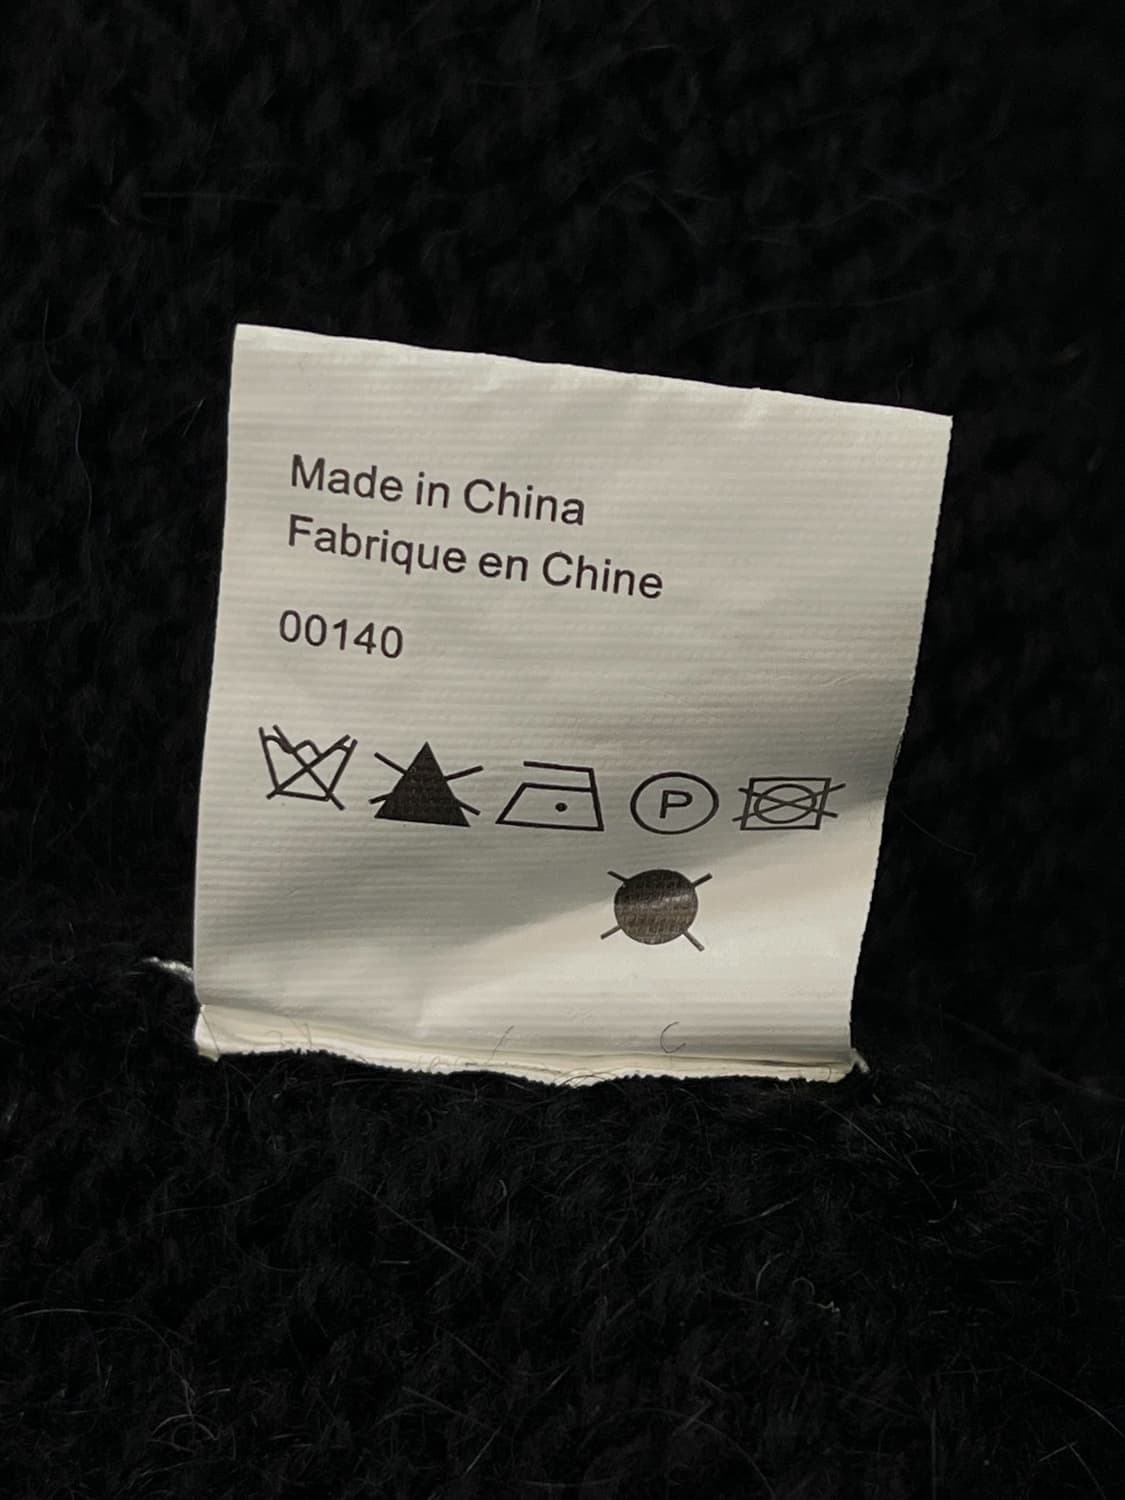 Made in China
Fabrique en Chine
00140
P